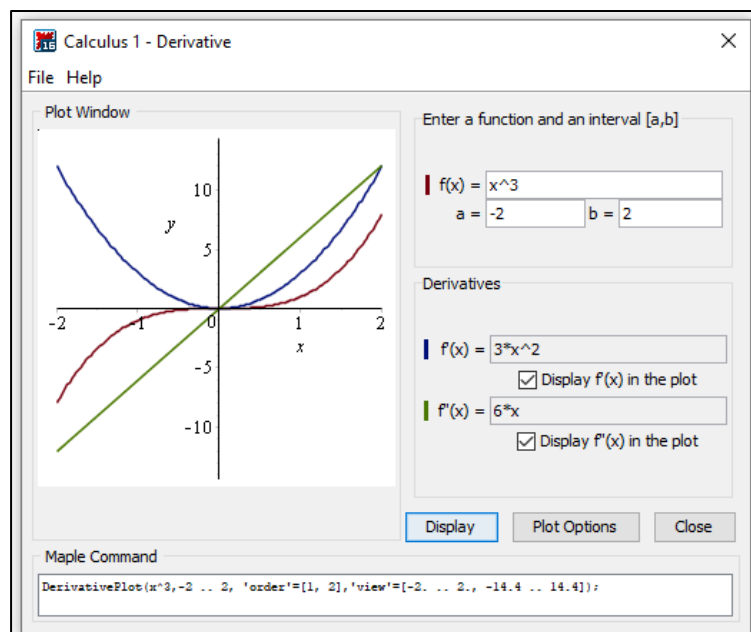 Calculus 1 - Derivative
File Help
Plot Window
10
y
5
-2
-1
0
1
2
x
-5
-10
Enter a function and an interval [a,b]
f(x) = x^3
a = -2 b = 2
Derivatives
f'(x) = 3*x^2
Display f'(x) in the plot
f''(x) = 6*x
Display f''(x) in the plot
Display Plot Options Close
Maple Command
DerivativePlot(x^3,-2 .. 2, 'order'=[1, 2],'view'=[-2. .. 2., -14.4 .. 14.4]);